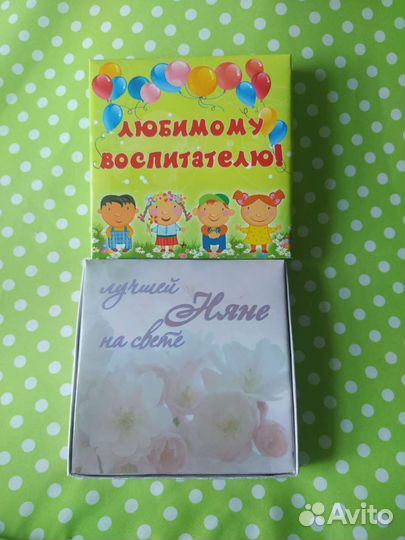 ЛЮБИМОМУ
ВОСПИТАТЕЛЮ!
лучшей
Няне
на свете
Avito